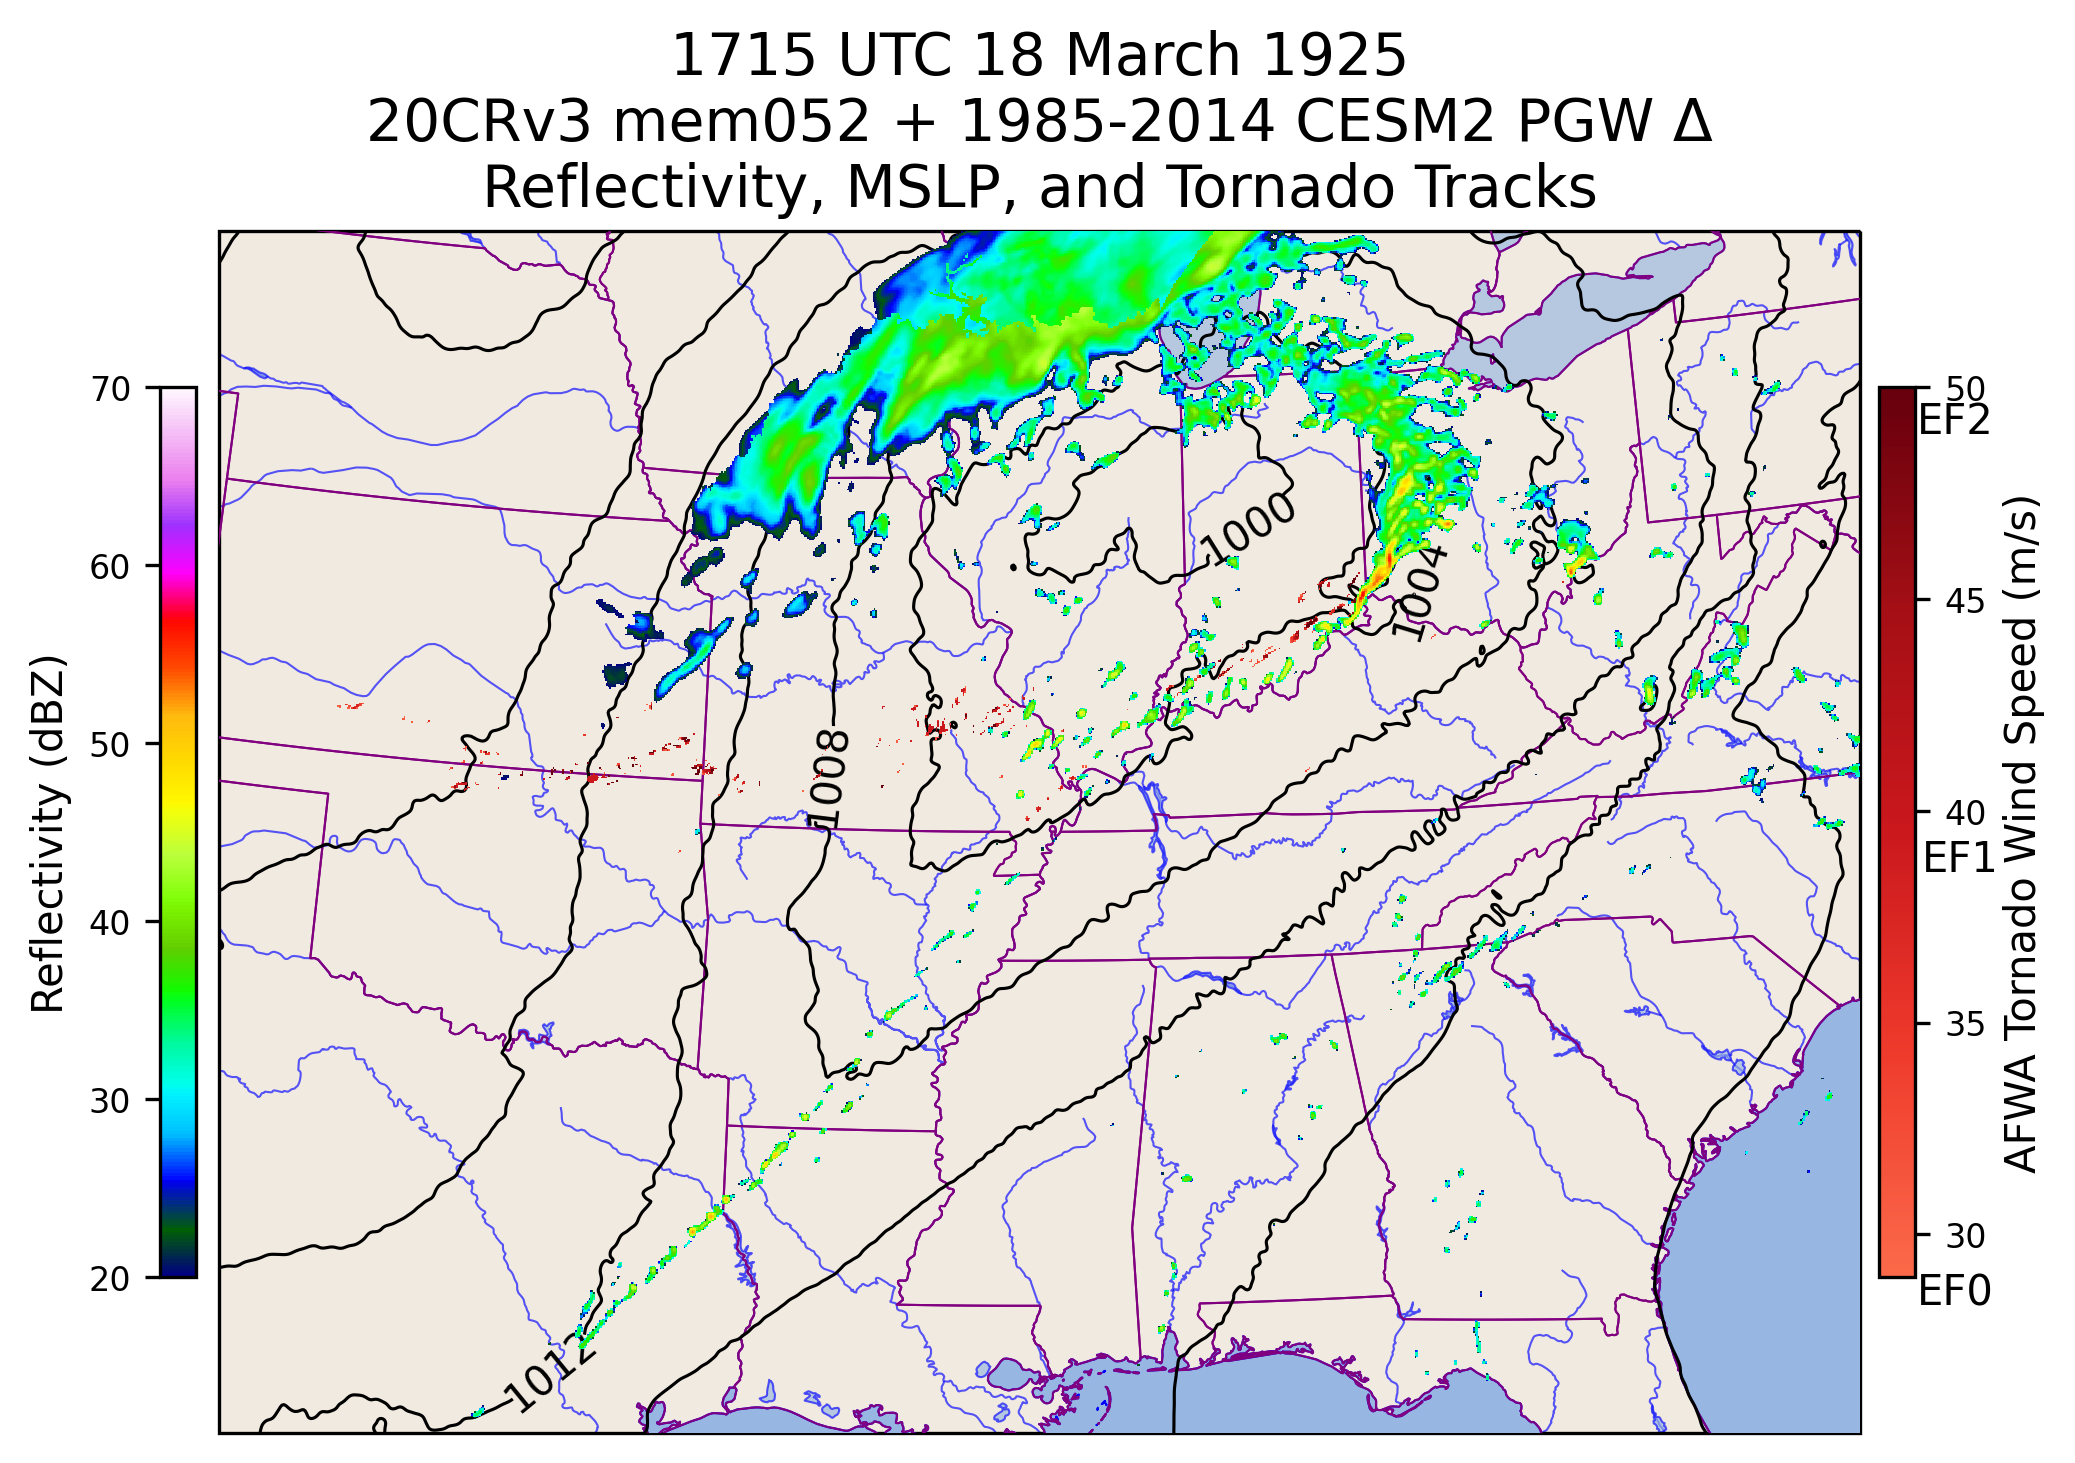 1715 UTC 18 March 1925
20CRv3 mem052 + 1985-2014 CESM2 PGW Δ
Reflectivity, MSLP, and Tornado Tracks
70
60
50
40
30
20
Reflectivity (dBZ)
1000
1004
1008
1012
50
EF2
45
40
EF1
35
30
EF0
AFWA Tornado Wind Speed (m/s)